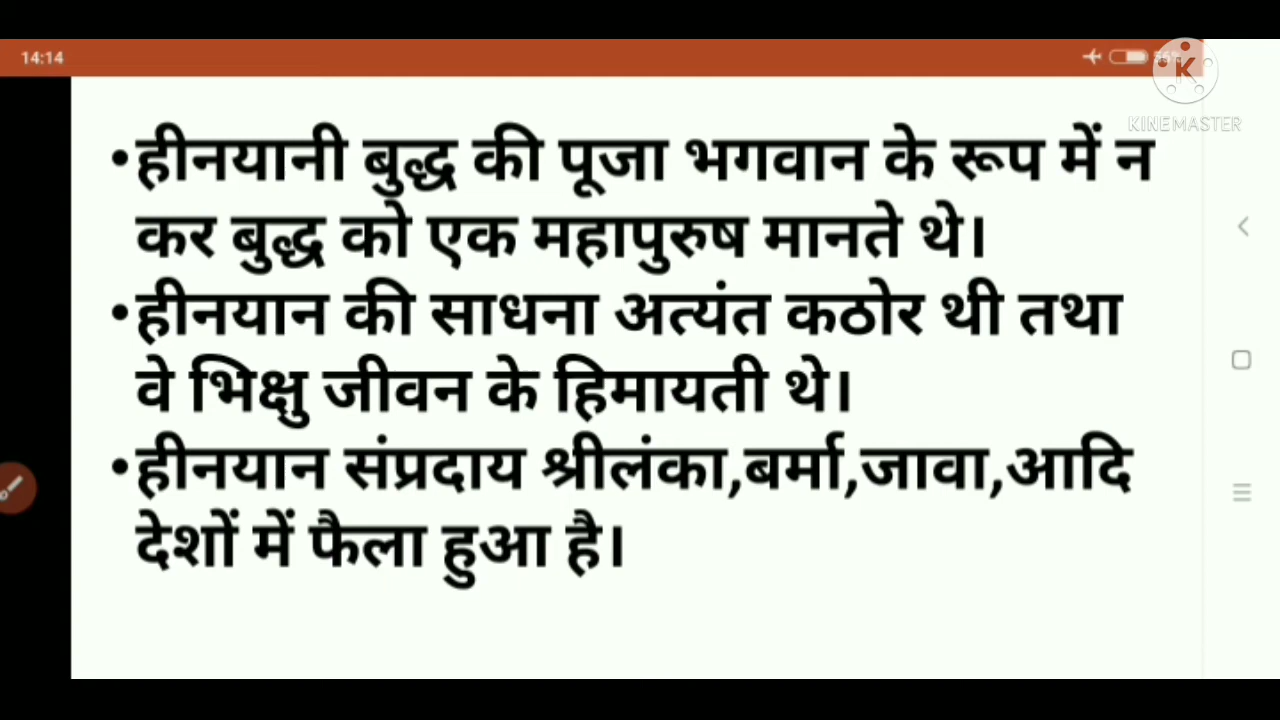 14:14
K
KINEMASTER
•हीनयानी बुद्ध की पूजा भगवान के रूप में न
कर बुद्ध को एक महापुरुष मानते थे।
•हीनयान की साधना अत्यंत कठोर थी तथा
वे भिक्षु जीवन के हिमायती थे।
•हीनयान संप्रदाय श्रीलंका,बर्मा,जावा,आदि
देशों में फैला हुआ है।